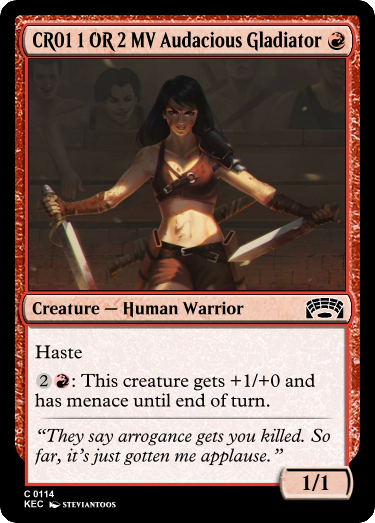 CR01 1 OR 2 MV Audacious Gladiator
Creature — Human Warrior
Haste
2 : This creature gets +1/+0 and
has menace until end of turn.
“They say arrogance gets you killed. So
far, it’s just gotten me applause.”
1/1
C 0114
KEC STEVIANTOOS